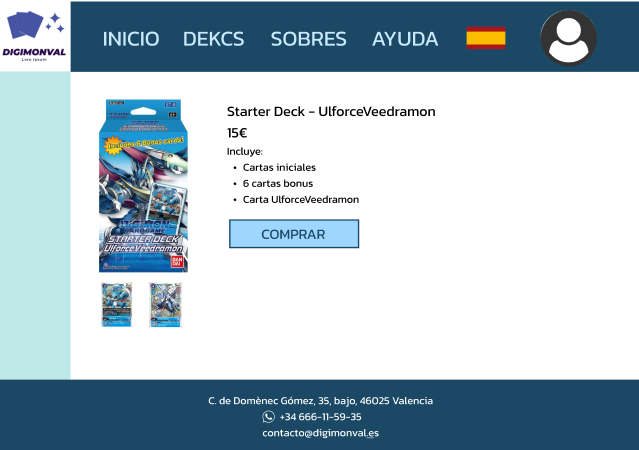 DIGIMONVAL
Lore Ipsum
INICIO DEKCS SOBRES AYUDA
STARTER DECK
UlforceVeedramon
BAN
DAI
Starter Deck - UlforceVeedramon
15€
Incluye:
• Cartas iniciales
• 6 cartas bonus
• Carta UlforceVeedramon
COMPRAR
C. de Domènec Gómez, 35, bajo, 46025 Valencia
+34 666-11-59-35
contacto@digimonval.es